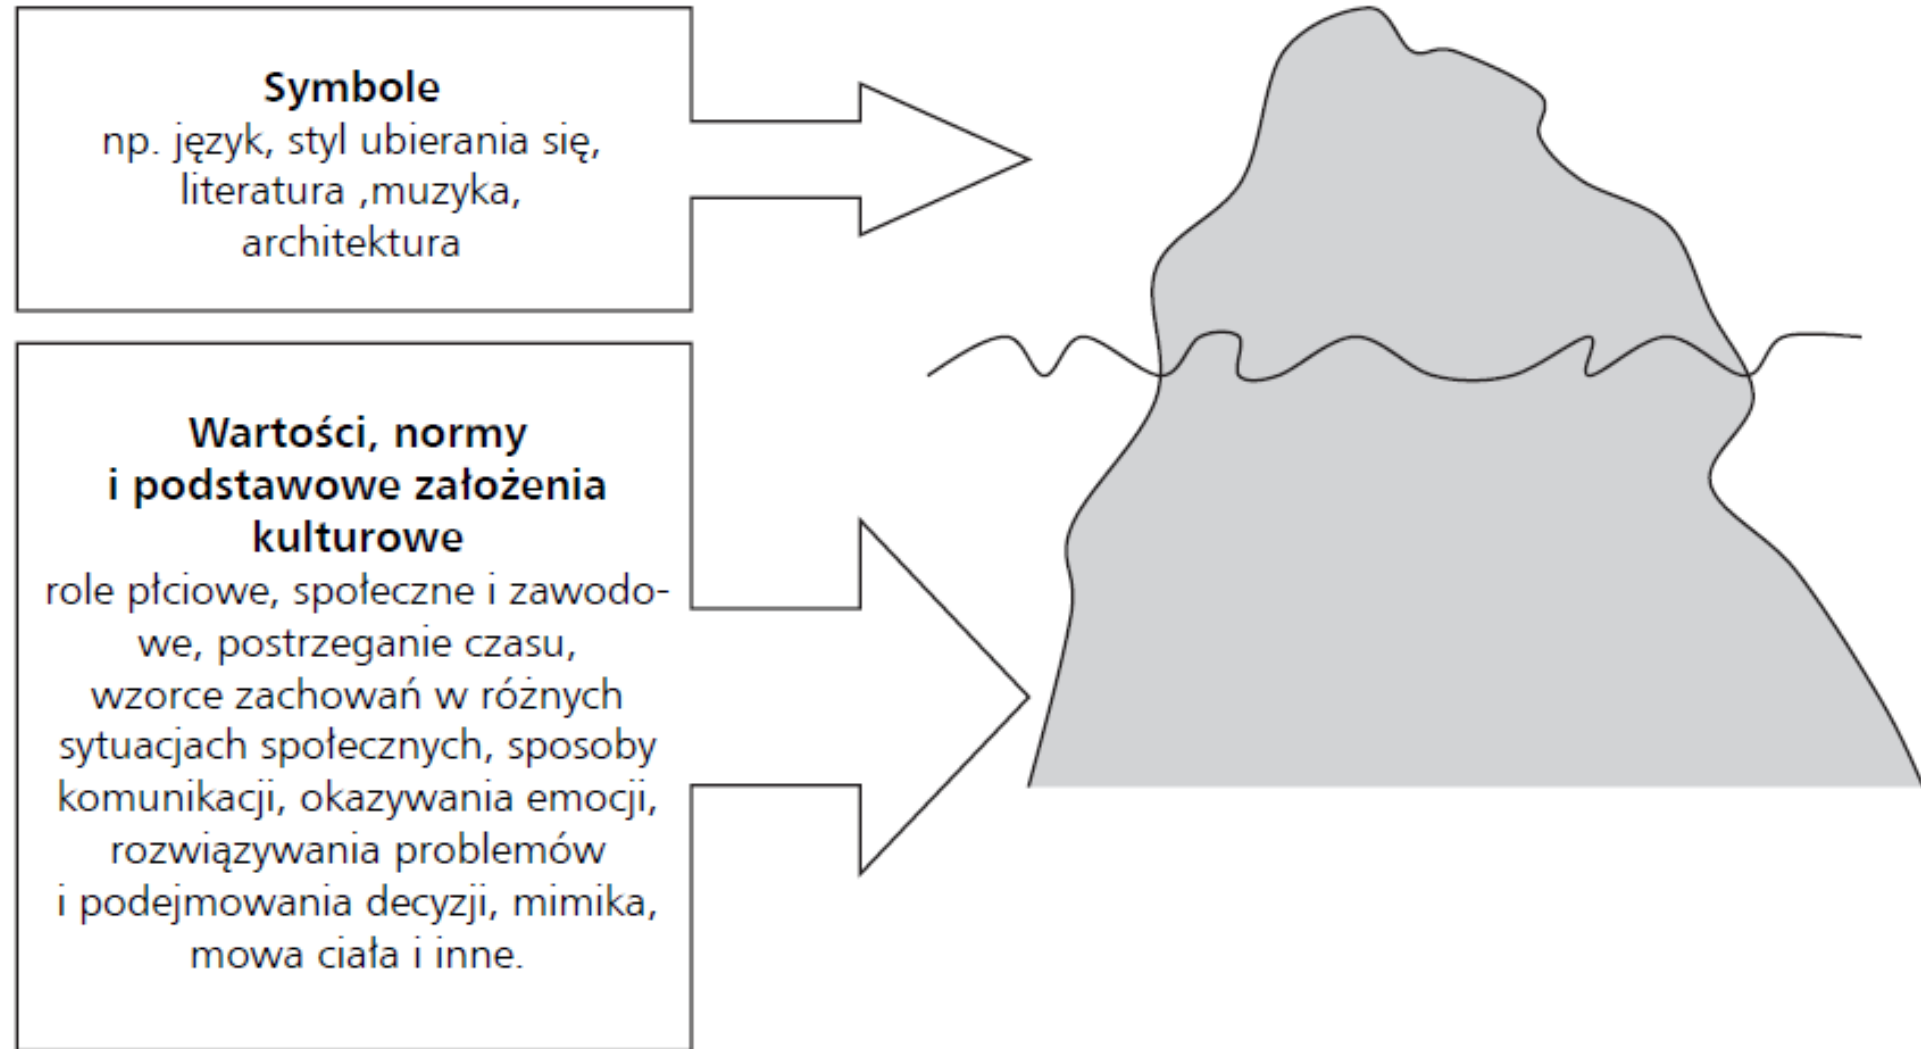 Symbole
np. język, styl ubierania się,
literatura ,muzyka,
architektura
Wartości, normy
i podstawowe założenia
kulturowe
role płciowe, społeczne i zawodo-
we, postrzeganie czasu,
wzorce zachowań w różnych
sytuacjach społecznych, sposoby
komunikacji, okazywania emocji,
rozwiązywania problemów
i podejmowania decyzji, mimika,
mowa ciała i inne.